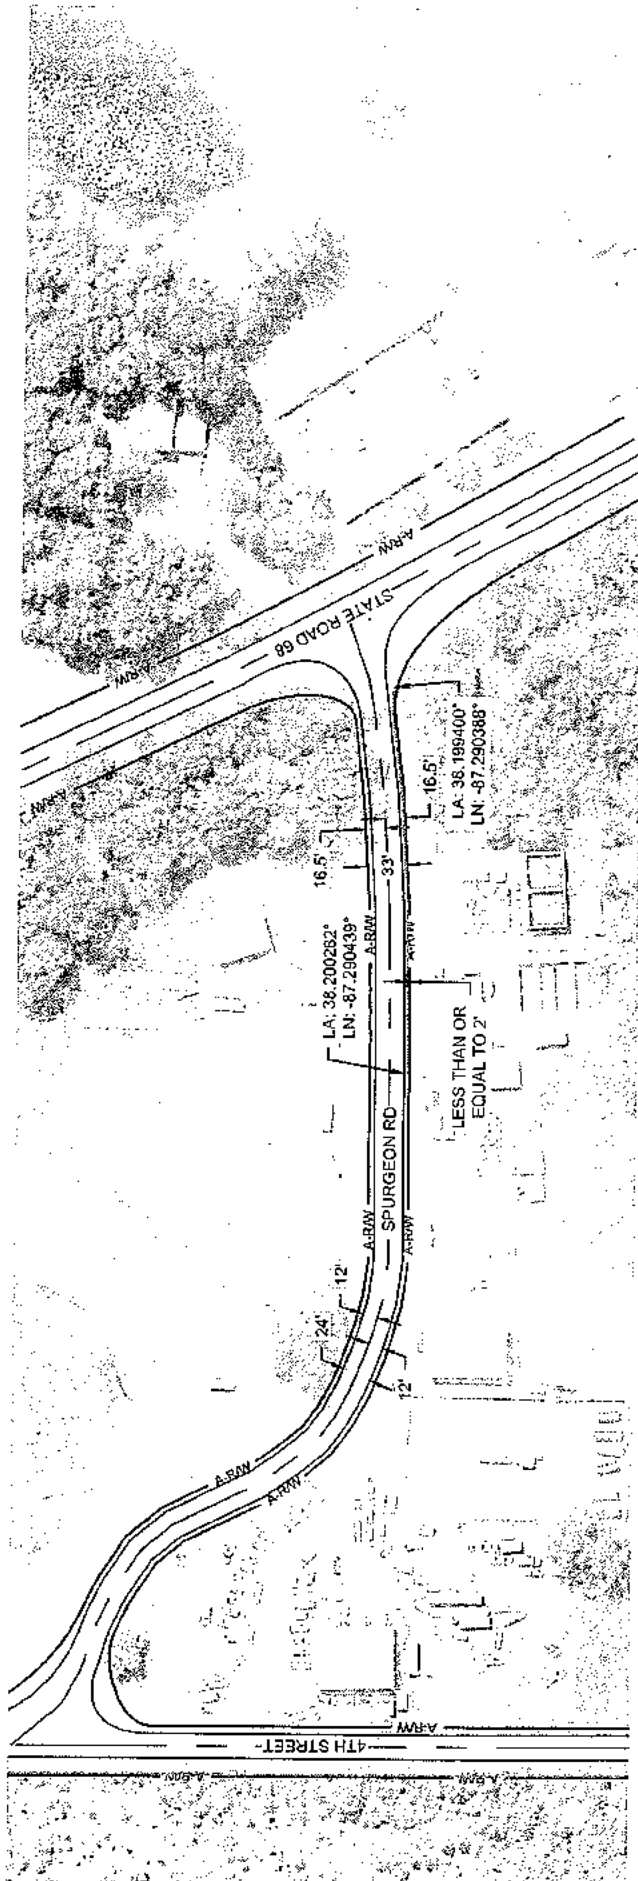 A-R/W
STATE ROAD 68
A-R/W
A-R/W
16.5'
LA: 38.199400°
LN: -87.290388°
16.5'
33'
LA: 38.200262°
LN: -87.290439°
A-R/W
A-R/W
LESS THAN OR
EQUAL TO 2'
SPURGEON RD
A-R/W
A-R/W
12'
24'
12'
A-R/W
A-R/W
4TH STREET
A-R/W
A-R/W
A-R/W